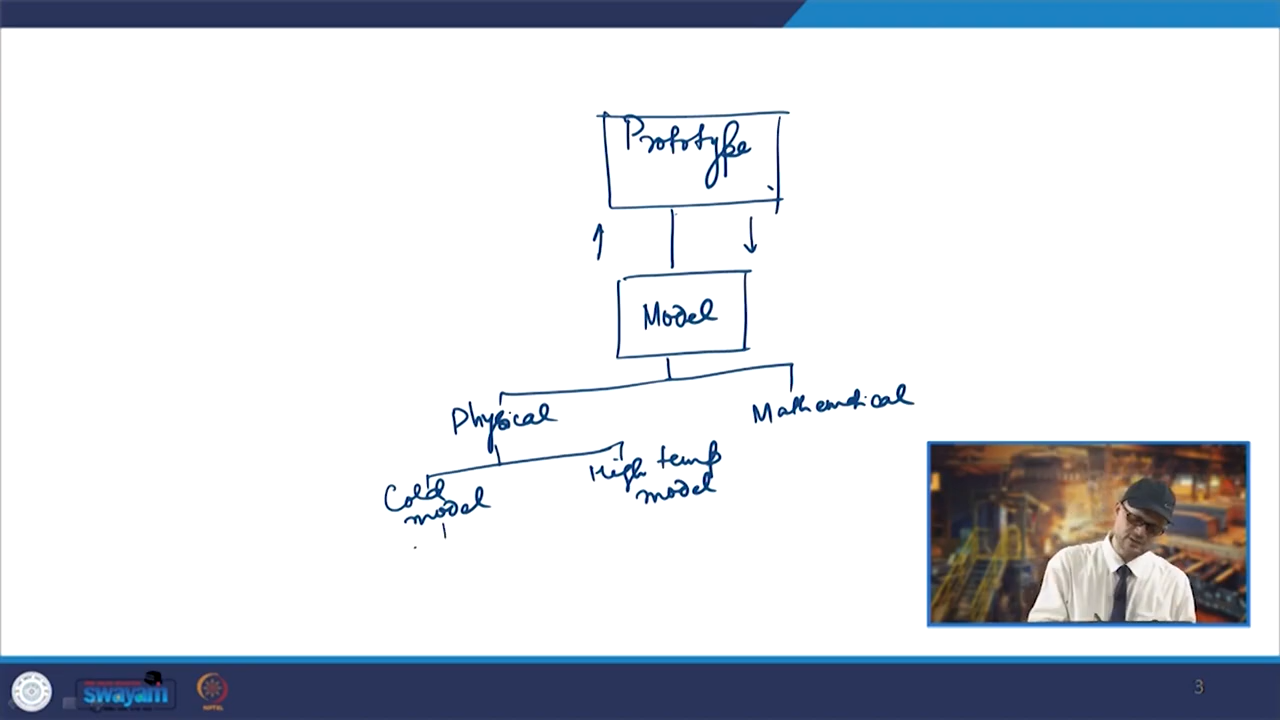 Prototype
Model
Physical
Mathematical
Cold
model
High temp
model
swayam
3